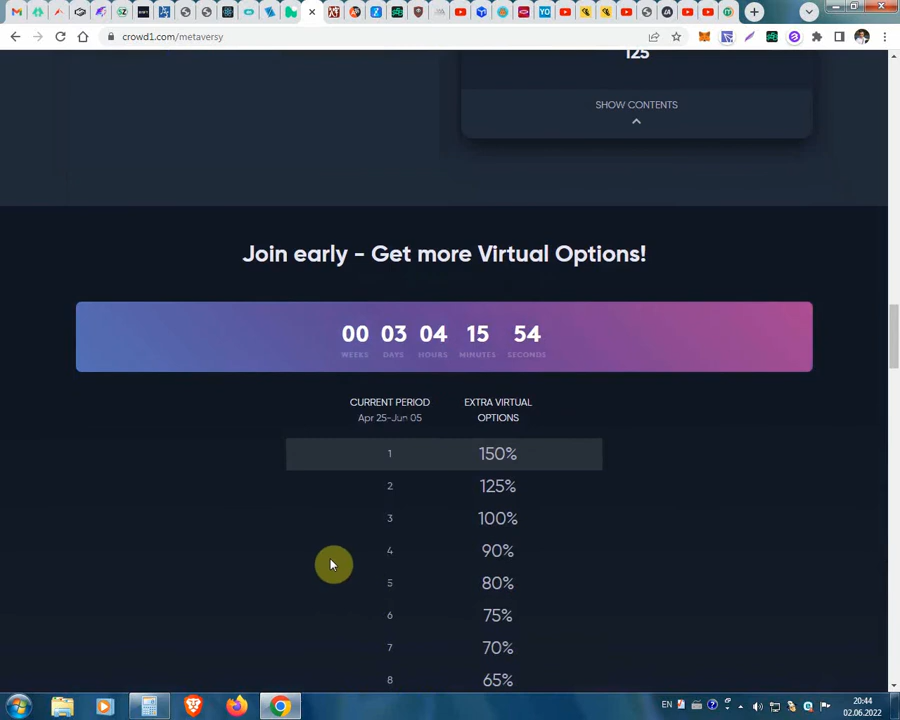 crowd1.com/metaversy
125
SHOW CONTENTS
Join early - Get more Virtual Options!
00 03 04 15 54
WEEKS DAYS HOURS MINUTES SECONDS
CURRENT PERIOD EXTRA VIRTUAL
Apr 25-Jun 05 OPTIONS
1 150%
2 125%
3 100%
4 90%
5 80%
6 75%
7 70%
8 65%
EN 20:44
02.06.2022